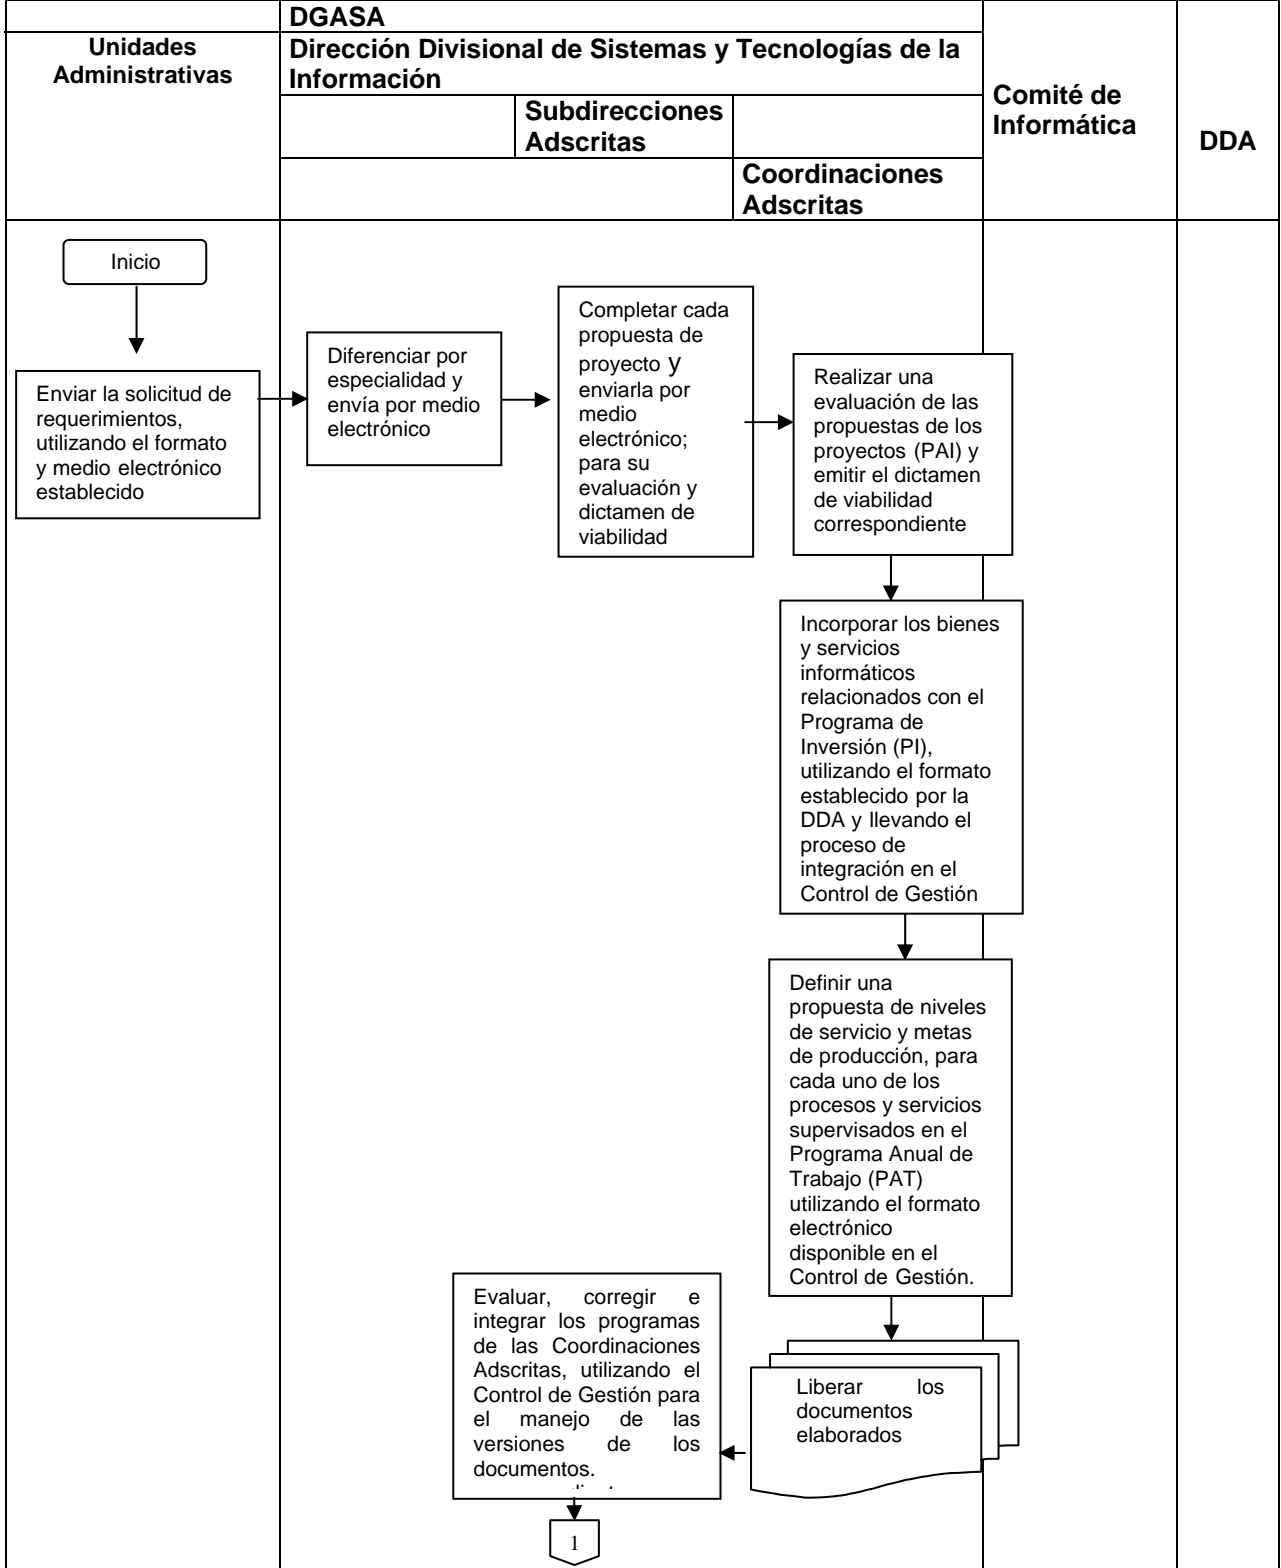 DGASA
Unidades
Administrativas
Dirección Divisional de Sistemas y Tecnologías de la
Información
Subdirecciones
Adscritas
Coordinaciones
Adscritas
Comité de
Informática
DDA
Inicio
Enviar la solicitud de
requerimientos,
utilizando el formato
y medio electrónico
establecido
Diferenciar por
especialidad y
envía por medio
electrónico
Completar cada
propuesta de
proyecto y
enviarla por
medio
electrónico;
para su
evaluación y
dictamen de
viabilidad
Realizar una
evaluación de las
propuestas de los
proyectos (PAI) y
emitir el dictamen
de viabilidad
correspondiente
Incorporar los bienes
y servicios
informáticos
relacionados con el
Programa de
Inversión (PI),
utilizando el formato
establecido por la
DDA y llevando el
proceso de
integración en el
Control de Gestión
Definir una
propuesta de niveles
de servicio y metas
de producción, para
cada uno de los
procesos y servicios
supervisados en el
Programa Anual de
Trabajo (PAT)
utilizando el formato
electrónico
disponible en el
Control de Gestión.
Liberar los
documentos
elaborados
Evaluar, corregir e
integrar los programas
de las Coordinaciones
Adscritas, utilizando el
Control de Gestión para
el manejo de las
versiones de los
documentos.
1